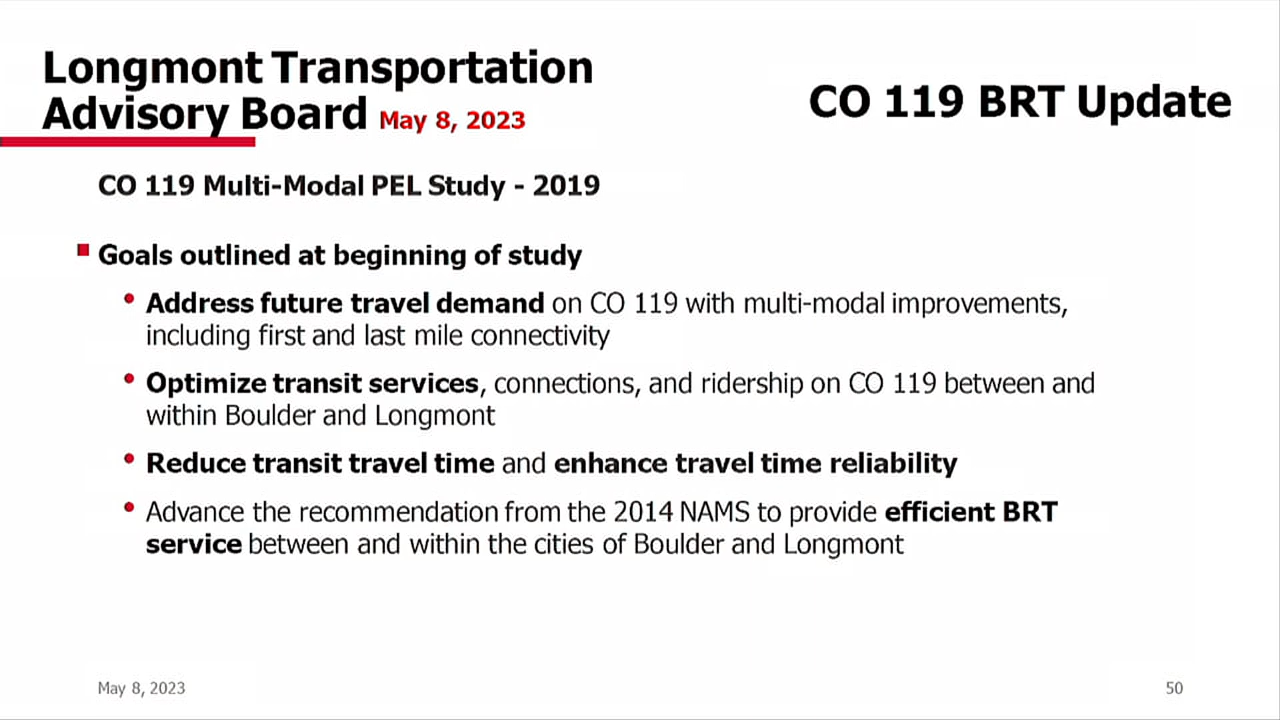 Longmont Transportation
Advisory Board May 8, 2023
CO 119 BRT Update
CO 119 Multi-Modal PEL Study - 2019
Goals outlined at beginning of study
Address future travel demand on CO 119 with multi-modal improvements,
including first and last mile connectivity
Optimize transit services, connections, and ridership on CO 119 between and
within Boulder and Longmont
Reduce transit travel time and enhance travel time reliability
Advance the recommendation from the 2014 NAMS to provide efficient BRT
service between and within the cities of Boulder and Longmont
May 8, 2023
50